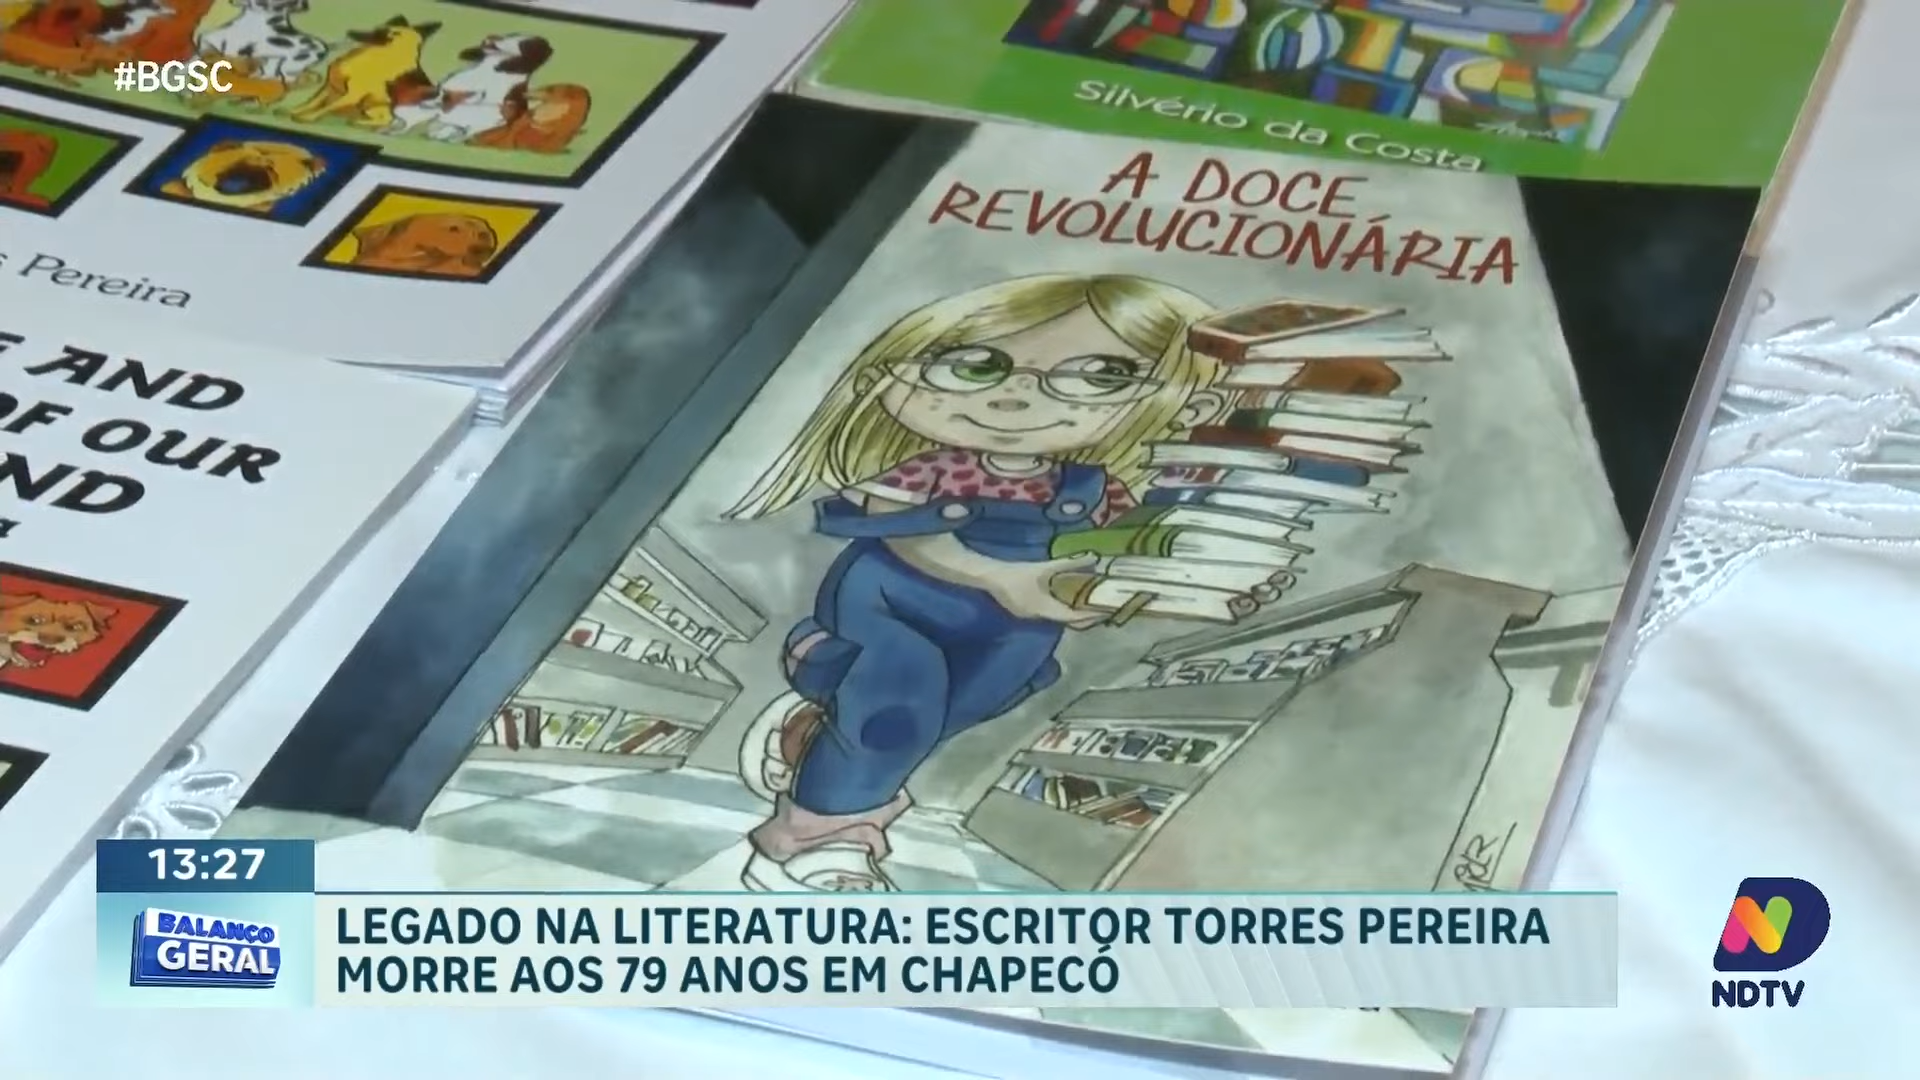 #BGSC
Silvério da Costa
A DOCE
REVOLUCIONÁRIA
Pereira
AND
OF OUR
13:27
BALANÇO
GERAL
LEGADO NA LITERATURA: ESCRITOR TORRES PEREIRA
MORRE AOS 79 ANOS EM CHAPECÓ
NDTV